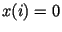 x(i) = 0